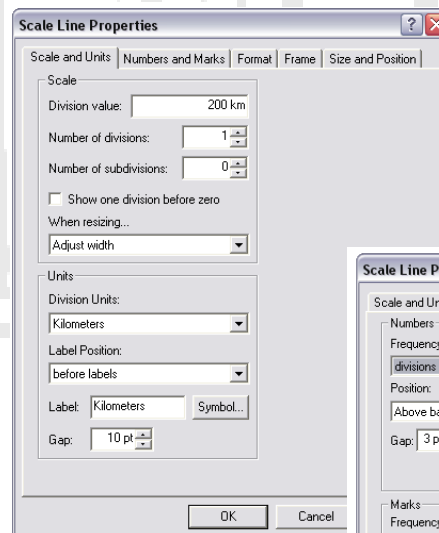 Scale Line Properties
Scale and Units Numbers and Marks Format Frame Size and Position
Scale
Division value: 200 km
Number of divisions: 1
Number of subdivisions: 0
Show one division before zero
When resizing...
Adjust width
Units
Division Units:
Kilometers
Label Position:
before labels
Label: Kilometers Symbol...
Gap: 10 pt
OK Cancel
Scale Line P
Scale and Un
Numbers
Frequency
divisions
Position:
Above ba
Gap: 3 p
Marks
Frequency